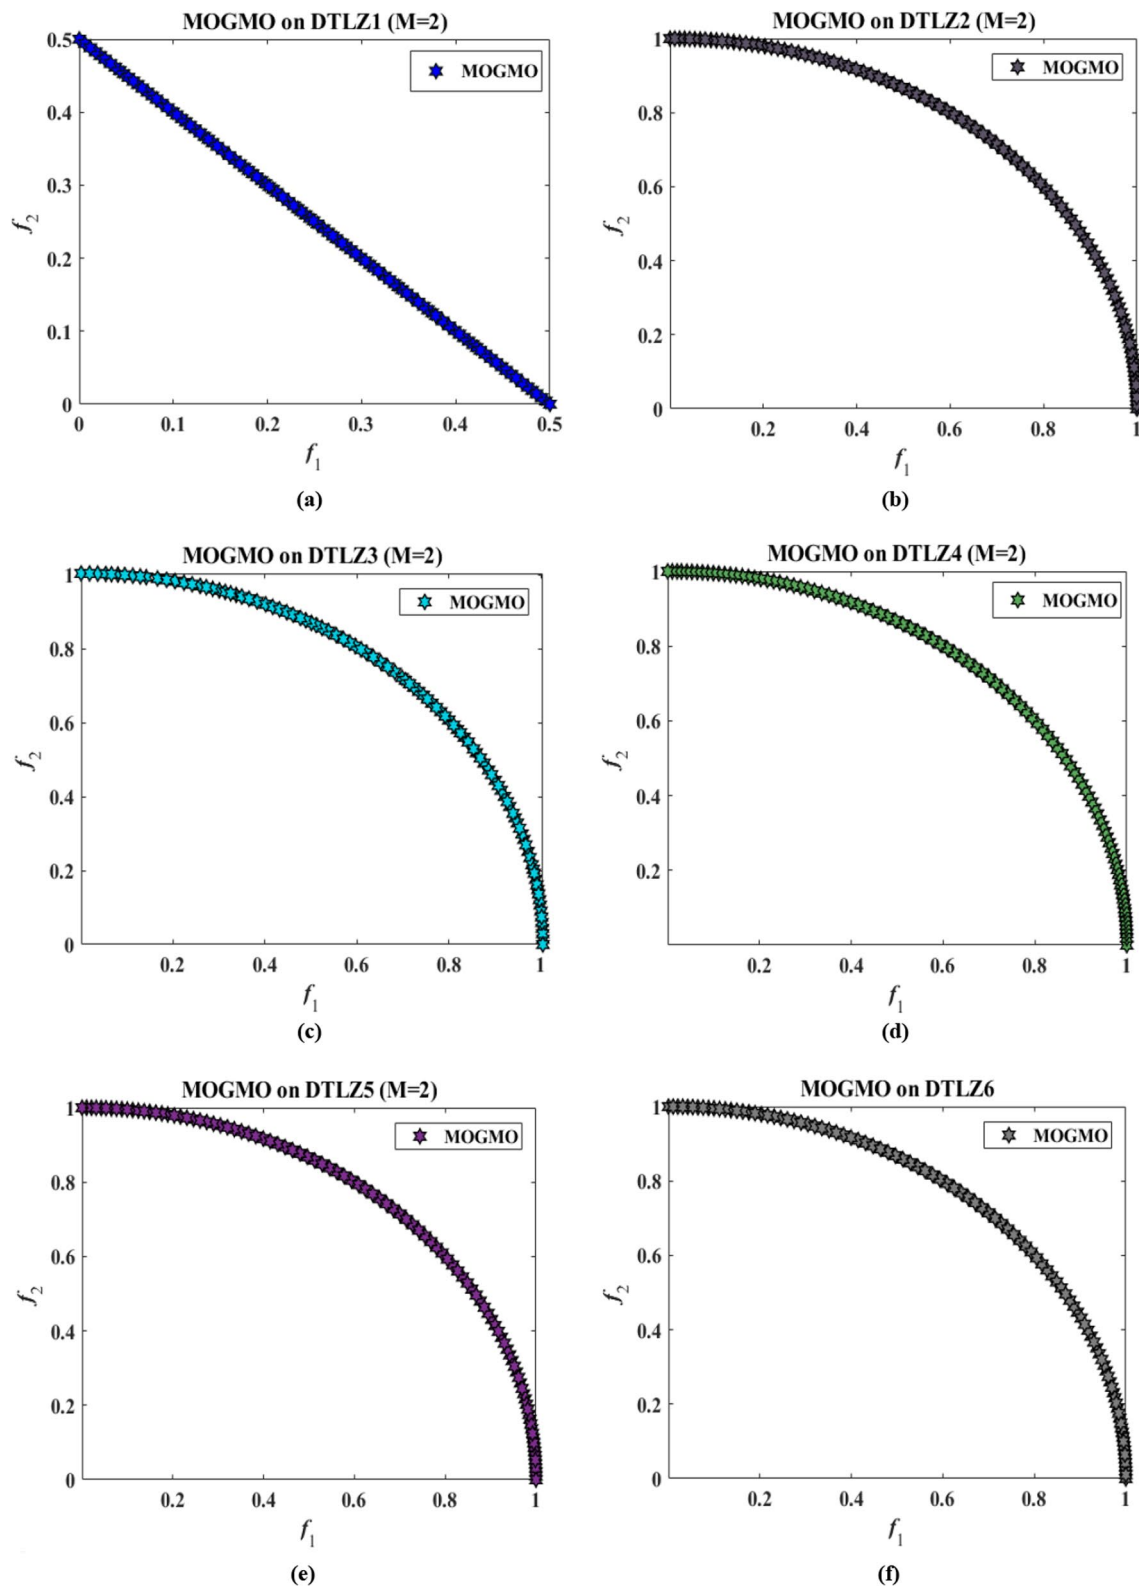 MOGMO on DTLZ1 (M=2)
0.5
MOGMO
0.4
0.3
f2
0.2
0.1
0
0 0.1 0.2 0.3 0.4 0.5
f1
(a)
MOGMO on DTLZ2 (M=2)
1
MOGMO
0.8
0.6
f2
0.4
0.2
0
0.2 0.4 0.6 0.8 1
f1
(b)
MOGMO on DTLZ3 (M=2)
1
MOGMO
0.8
0.6
f2
0.4
0.2
0
0.2 0.4 0.6 0.8 1
f1
(c)
MOGMO on DTLZ4 (M=2)
1
MOGMO
0.8
0.6
f2
0.4
0.2
0.2 0.4 0.6 0.8 1
f1
(d)
MOGMO on DTLZ5 (M=2)
1
MOGMO
0.8
0.6
f2
0.4
0.2
0
0.2 0.4 0.6 0.8 1
f1
(e)
MOGMO on DTLZ6
1
MOGMO
0.8
0.6
f2
0.4
0.2
0
0.2 0.4 0.6 0.8 1
f1
(f)